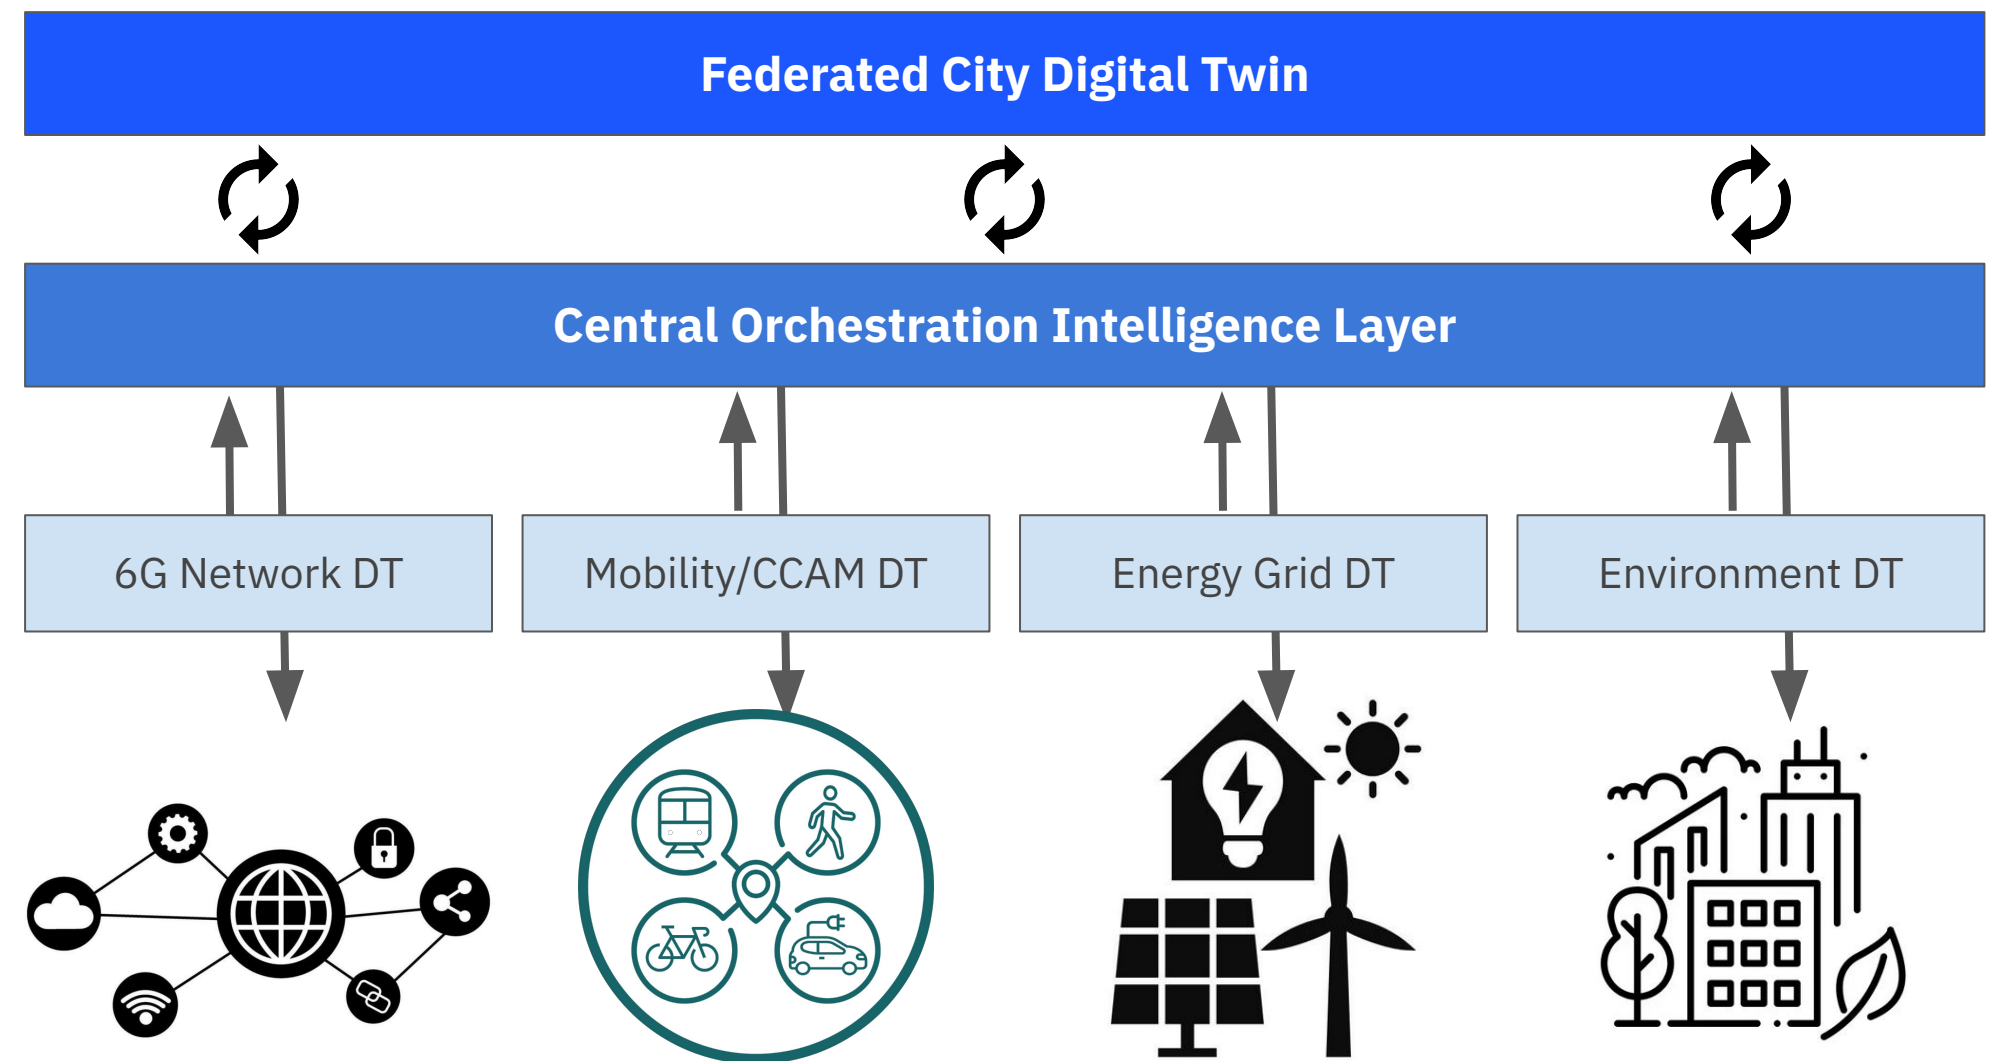 Federated City Digital Twin
Central Orchestration Intelligence Layer
6G Network DT
Mobility/CCAM DT
Energy Grid DT
Environment DT